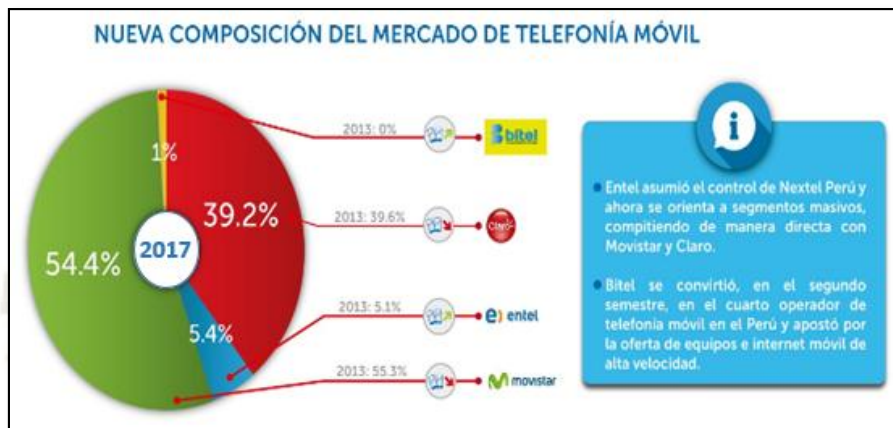 NUEVA COMPOSICIÓN DEL MERCADO DE TELEFONÍA MÓVIL
1%
39.2%
2017
54.4%
5.4%
2013: 0%
bitel
2013: 39.6%
Claro
2013: 5.1%
entel
2013: 55.3%
movistar
Entel asumió el control de Nextel Perú y
ahora se orienta a segmentos masivos,
compitiendo de manera directa con
Movistar y Claro.
Bitel se convirtió, en el segundo
semestre, en el cuarto operador de
telefonía móvil en el Perú y apostó por
la oferta de equipos e internet móvil de
alta velocidad.